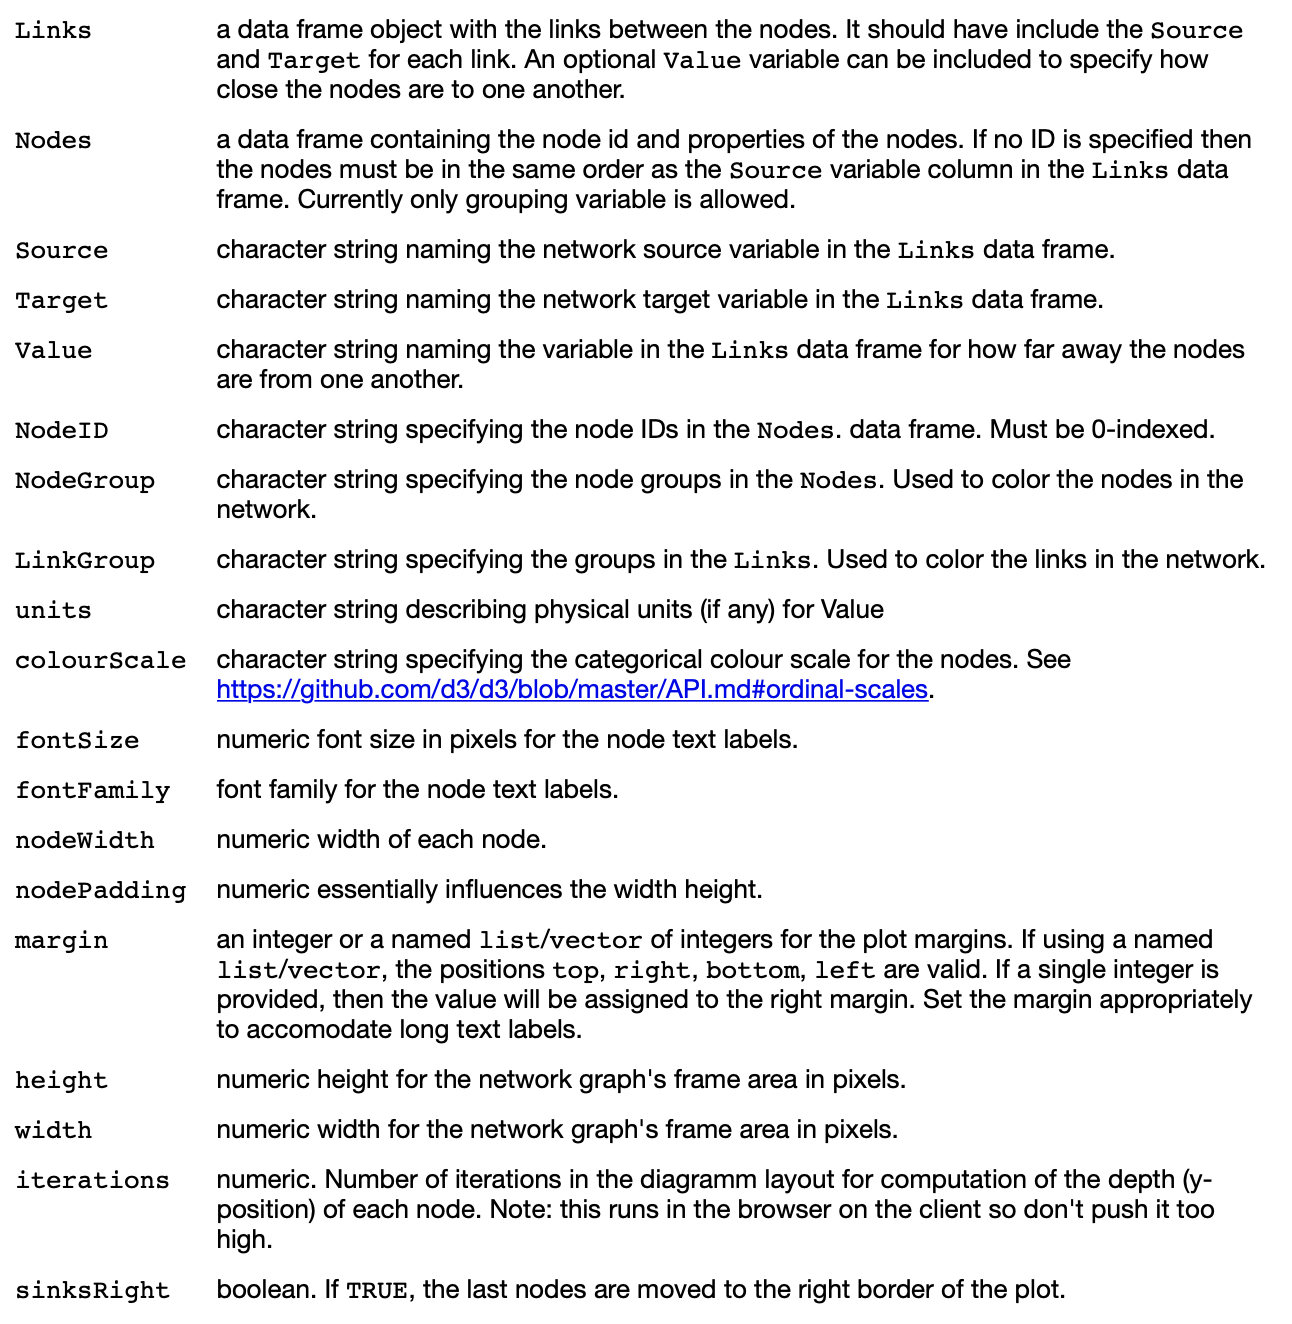 Links a data frame object with the links between the nodes. It should have include the Source
and Target for each link. An optional Value variable can be included to specify how
close the nodes are to one another.
Nodes a data frame containing the node id and properties of the nodes. If no ID is specified then
the nodes must be in the same order as the Source variable column in the Links data
frame. Currently only grouping variable is allowed.
Source character string naming the network source variable in the Links data frame.
Target character string naming the network target variable in the Links data frame.
Value character string naming the variable in the Links data frame for how far away the nodes
are from one another.
NodeID character string specifying the node IDs in the Nodes. data frame. Must be 0-indexed.
NodeGroup character string specifying the node groups in the Nodes. Used to color the nodes in the
network.
LinkGroup character string specifying the groups in the Links. Used to color the links in the network.
units character string describing physical units (if any) for Value
colourScale character string specifying the categorical colour scale for the nodes. See
https://github.com/d3/d3/blob/master/API.md#ordinal-scales.
fontSize numeric font size in pixels for the node text labels.
fontFamily font family for the node text labels.
nodeWidth numeric width of each node.
nodePadding numeric essentially influences the width height.
margin an integer or a named list/vector of integers for the plot margins. If using a named
list/vector, the positions top, right, bottom, left are valid. If a single integer is
provided, then the value will be assigned to the right margin. Set the margin appropriately
to accomodate long text labels.
height numeric height for the network graph's frame area in pixels.
width numeric width for the network graph's frame area in pixels.
iterations numeric. Number of iterations in the diagramm layout for computation of the depth (y-
position) of each node. Note: this runs in the browser on the client so don't push it too
high.
sinksRight boolean. If TRUE, the last nodes are moved to the right border of the plot.